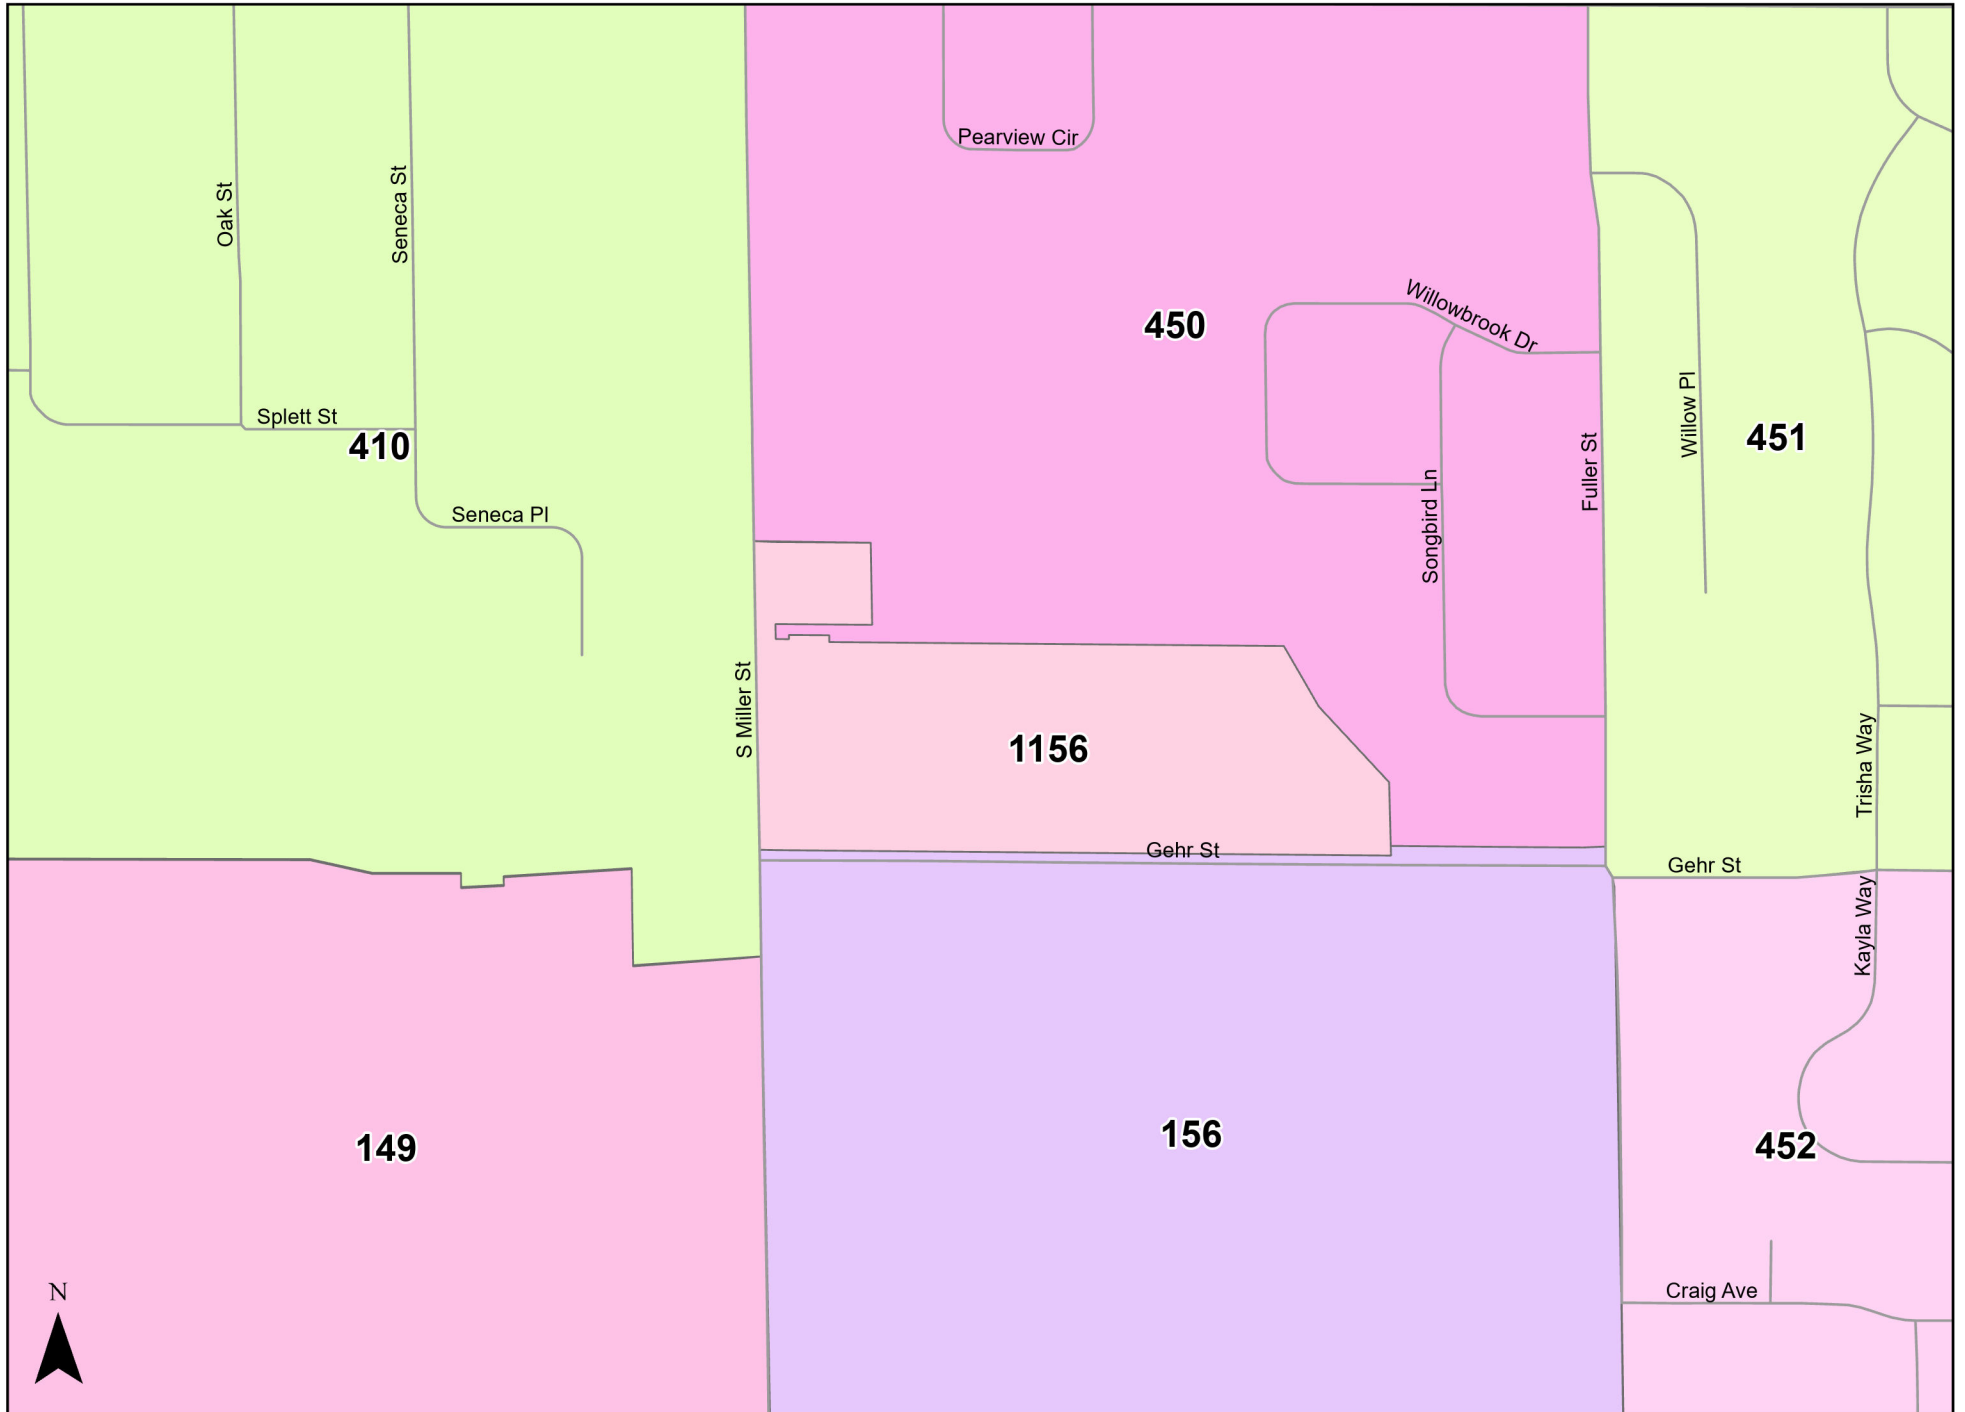 Pearview Cir
Oak St
Seneca St
Willowbrook Dr
450
Splett St
410
Willow Pl
451
Fuller St
Songbird Ln
Seneca Pl
S Miller St
1156
Trisha Way
Gehr St
Gehr St
Kayla Way
149
156
452
N
Craig Ave